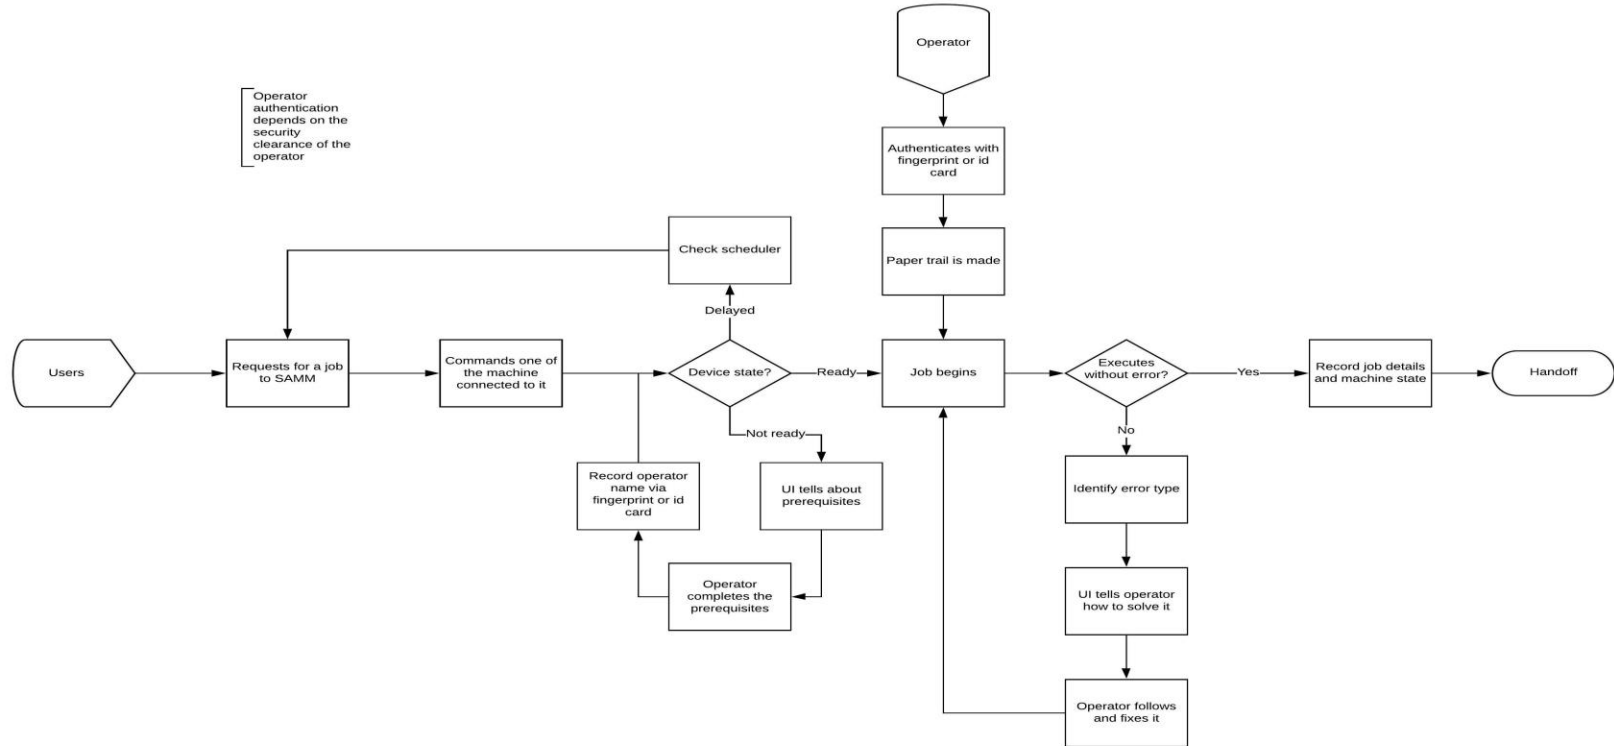 Operator
Operator
authentication
depends on the
security
clearance of the
operator
Authenticates with
fingerprint or id
card
Check scheduler
Paper trail is made
Delayed
Users
Requests for a job
to SAMM
Commands one of
the machine
connected to it
Device state?
Ready
Job begins
Executes
without error?
Yes
Record job details
and machine state
Handoff
Not ready
No
Record operator
name via
fingerprint or id
card
UI tells about
prerequisites
Identify error type
Operator
completes the
prerequisites
UI tells operator
how to solve it
Operator follows
and fixes it